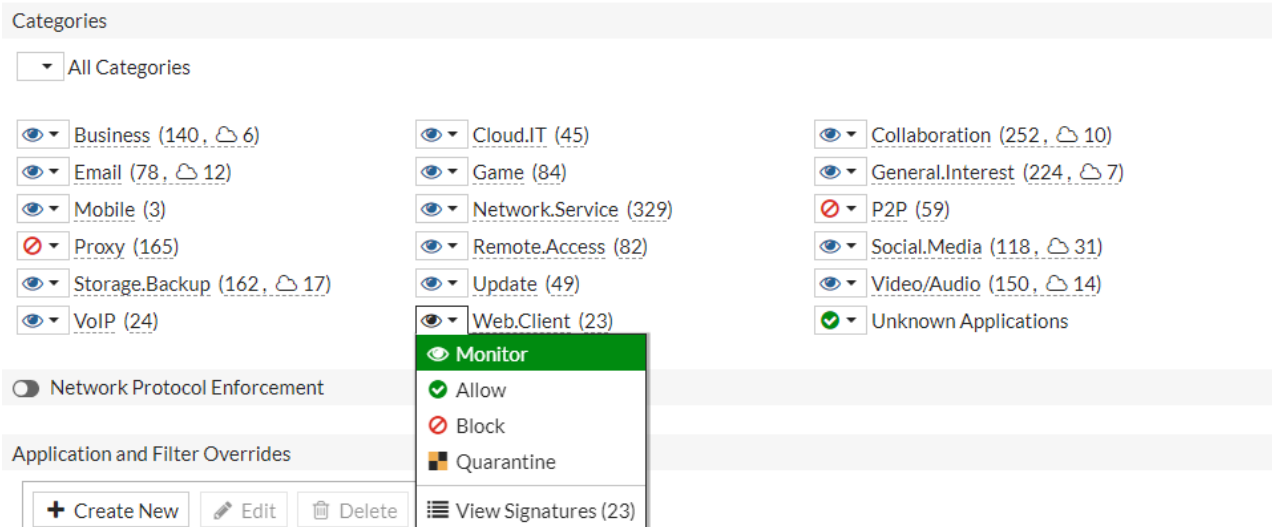 Categories
All Categories
Business (140, 6)
Cloud.IT (45)
Collaboration (252, 10)
Email (78, 12)
Game (84)
General.Interest (224, 7)
Mobile (3)
Network.Service (329)
P2P (59)
Proxy (165)
Remote.Access (82)
Social.Media (118, 31)
Storage.Backup (162, 17)
Update (49)
Video/Audio (150, 14)
VoIP (24)
Web.Client (23)
Unknown Applications
Monitor
Allow
Block
Quarantine
View Signatures (23)
Network Protocol Enforcement
Application and Filter Overrides
Create New
Edit
Delete